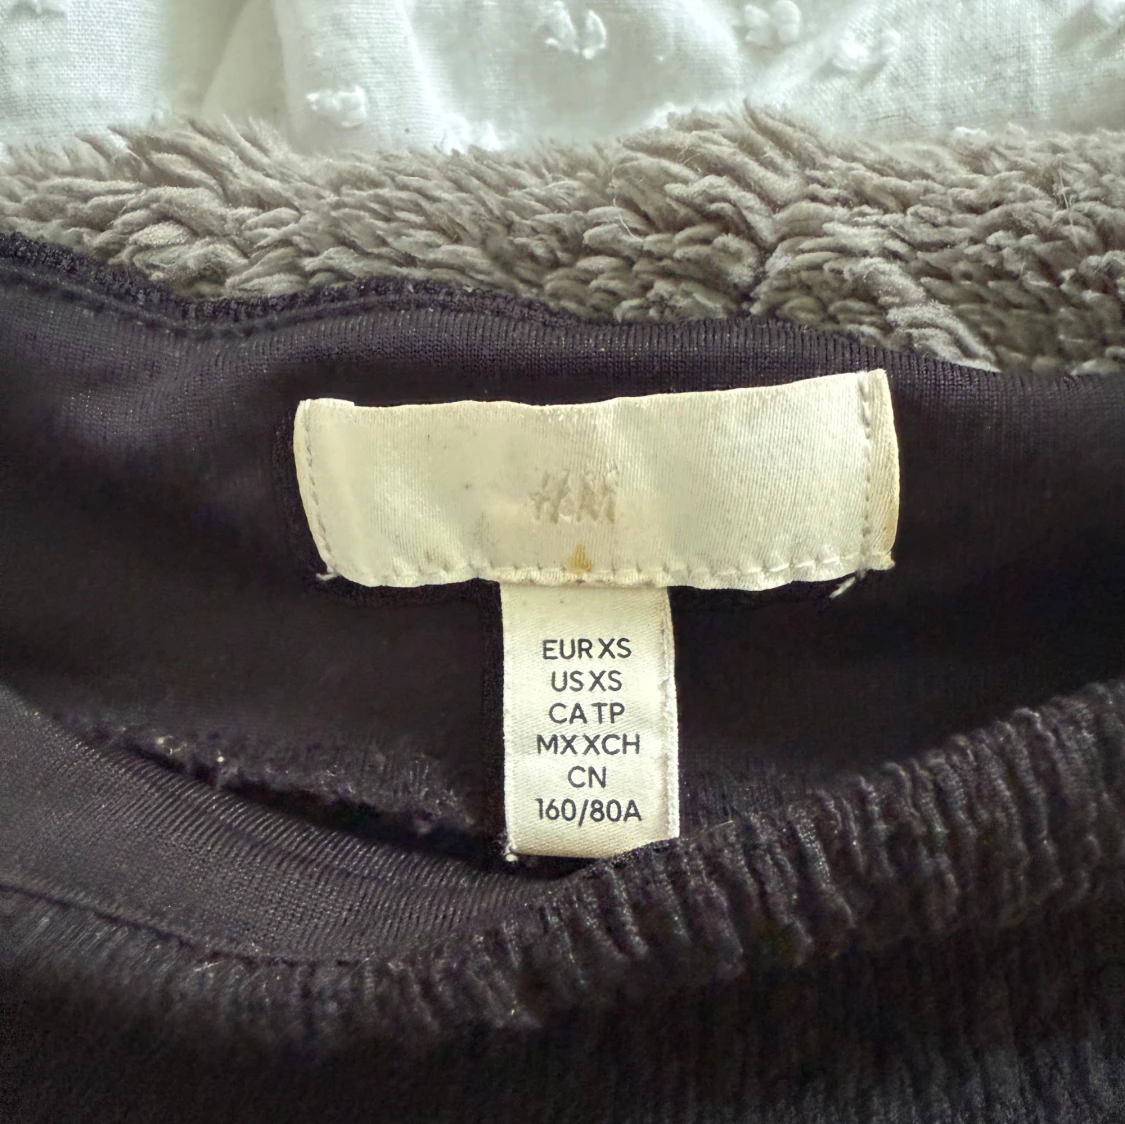 H&M
EUR XS
US XS
CA TP
MX XCH
CN
160/80A